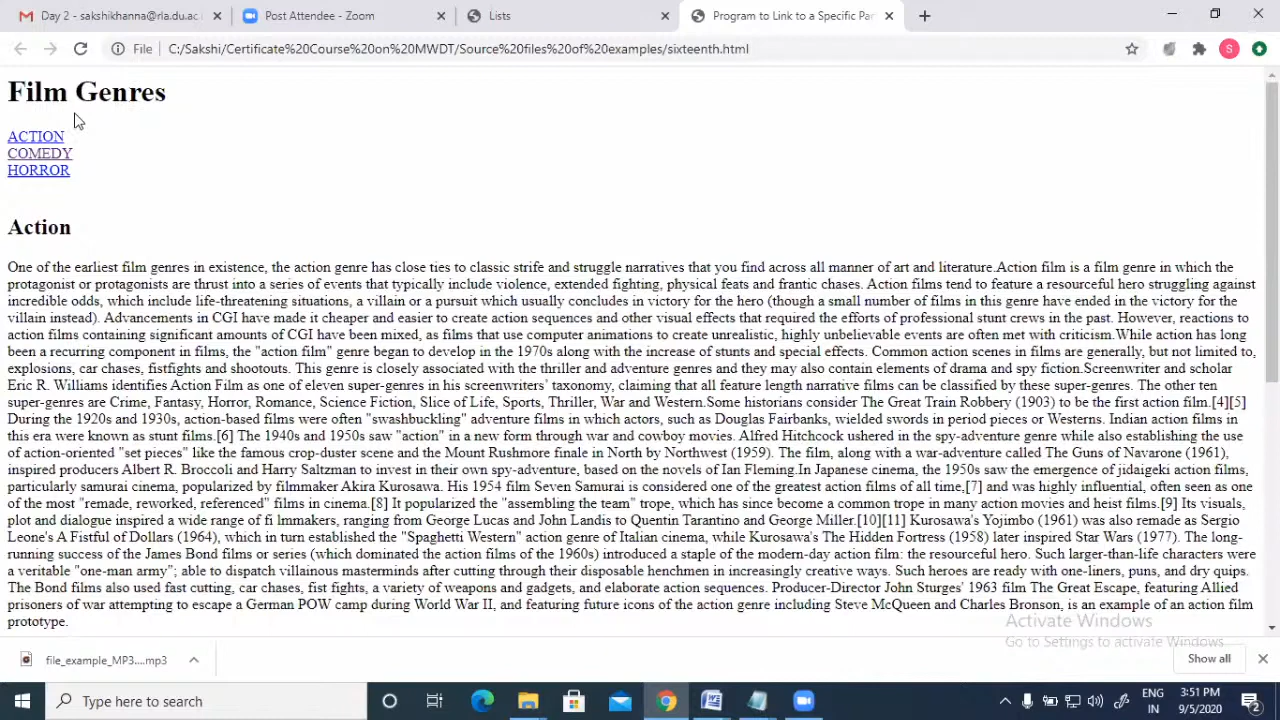 Day 2 - sakshikhanna@rla.du.ac
Post Attendee - Zoom
Lists
Program to Link to a Specific Par
File
C:/Sakshi/Certificate%20Course%20on%20MWDT/Source%20files%20of%20examples/sixteenth.html
S
Film Genres
ACTION
COMEDY
HORROR
Action
One of the earliest film genres in existence, the action genre has close ties to classic strife and struggle narratives that you find across all manner of art and literature.Action film is a film genre in which the
protagonist or protagonists are thrust into a series of events that typically include violence, extended fighting, physical feats and frantic chases. Action films tend to feature a resourceful hero struggling against
incredible odds, which include life-threatening situations, a villain or a pursuit which usually concludes in victory for the hero (though a small number of films in this genre have ended in the victory for the
villain instead). Advancements in CGI have made it cheaper and easier to create action sequences and other visual effects that required the efforts of professional stunt crews in the past. However, reactions to
action films containing significant amounts of CGI have been mixed, as films that use computer animations to create unrealistic, highly unbelievable events are often met with criticism.While action has long
been a recurring component in films, the "action film" genre began to develop in the 1970s along with the increase of stunts and special effects. Common action scenes in films are generally, but not limited to,
explosions, car chases, fistfights and shootouts. This genre is closely associated with the thriller and adventure genres and they may also contain elements of drama and spy fiction.Screenwriter and scholar
Eric R. Williams identifies Action Film as one of eleven super-genres in his screenwriters' taxonomy, claiming that all feature length narrative films can be classified by these super-genres. The other ten
super-genres are Crime, Fantasy, Horror, Romance, Science Fiction, Slice of Life, Sports, Thriller, War and Western.Some historians consider The Great Train Robbery (1903) to be the first action film.[4][5]
During the 1920s and 1930s, action-based films were often "swashbuckling" adventure films in which actors, such as Douglas Fairbanks, wielded swords in period pieces or Westerns. Indian action films in
this era were known as stunt films.[6] The 1940s and 1950s saw "action" in a new form through war and cowboy movies. Alfred Hitchcock ushered in the spy-adventure genre while also establishing the use
of action-oriented "set pieces" like the famous crop-duster scene and the Mount Rushmore finale in North by Northwest (1959). The film, along with a war-adventure called The Guns of Navarone (1961),
inspired producers Albert R. Broccoli and Harry Saltzman to invest in their own spy-adventure, based on the novels of Ian Fleming.In Japanese cinema, the 1950s saw the emergence of jidaigeki action films,
particularly samurai cinema, popularized by filmmaker Akira Kurosawa. His 1954 film Seven Samurai is considered one of the greatest action films of all time,[7] and was highly influential, often seen as one
of the most "remade, reworked, referenced" films in cinema.[8] It popularized the "assembling the team" trope, which has since become a common trope in many action movies and heist films.[9] Its visuals,
plot and dialogue inspired a wide range of fi lmmakers, ranging from George Lucas and John Landis to Quentin Tarantino and George Miller.[10][11] Kurosawa's Yojimbo (1961) was also remade as Sergio
Leone's A Fistful of Dollars (1964), which in turn established the "Spaghetti Western" action genre of Italian cinema, while Kurosawa's The Hidden Fortress (1958) later inspired Star Wars (1977). The long-
running success of the James Bond films or series (which dominated the action films of the 1960s) introduced a staple of the modern-day action film: the resourceful hero. Such larger-than-life characters were
a veritable "one-man army"; able to dispatch villainous masterminds after cutting through their disposable henchmen in increasingly creative ways. Such heroes are ready with one-liners, puns, and dry quips.
The Bond films also used fast cutting, car chases, fist fights, a variety of weapons and gadgets, and elaborate action sequences. Producer-Director John Sturges' 1963 film The Great Escape, featuring Allied
prisoners of war attempting to escape a German POW camp during World War II, and featuring future icons of the action genre including Steve McQueen and Charles Bronson, is an example of an action film
prototype.
Activate Windows
Go to Settings to activate Windows.
file_example_MP3....mp3
Show all
Type here to search
ENG
IN
3:51 PM
9/5/2020
2